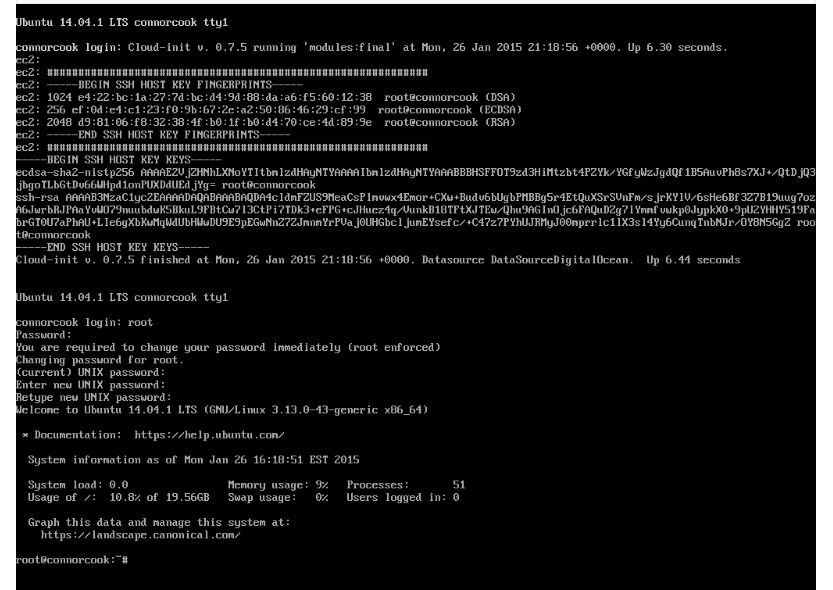 Ubuntu 14.04.1 LTS connorcook tty1
connorcook login: Cloud-init v. 0.7.5 running 'modules:final' at Mon, 26 Jan 2015 21:18:56 +0000. Up 6.30 seconds.
ec2:
ec2: #############################################################
ec2: -----BEGIN SSH HOST KEY FINGERPRINTS-----
ec2: 1024 e4:22:bc:1a:27:7d:bc:d4:9d:88:da:a6:f5:60:12:38  root@connorcook (DSA)
ec2: 256 ef:0d:e4:c1:23:f0:9b:67:2e:a2:50:86:46:29:cf:99  root@connorcook (ECDSA)
ec2: 2048 d9:81:06:f8:32:38:4f:b0:1f:b0:d4:70:ce:4d:89:9e  root@connorcook (RSA)
ec2: -----END SSH HOST KEY FINGERPRINTS-----
ec2: #############################################################
-----BEGIN SSH HOST KEY KEYS-----
ecdsa-sha2-nistp256
root@connorcook
ssh-rsa
roo
t@connorcook
-----END SSH HOST KEY KEYS-----
Cloud-init v. 0.7.5 finished at Mon, 26 Jan 2015 21:18:56 +0000. Datasource DataSourceDigitalOcean.  Up 6.44 seconds
Ubuntu 14.04.1 LTS connorcook tty1
connorcook login: root
Password:
You are required to change your password immediately (root enforced)
Changing password for root.
(current) UNIX password:
Enter new UNIX password:
Retype new UNIX password:
Welcome to Ubuntu 14.04.1 LTS (GNU/Linux 3.13.0-43-generic x86_64)
* Documentation:  https://help.ubuntu.com/
System information as of Mon Jan 26 16:18:51 EST 2015
System load: 0.0 Memory usage: 9% Processes: 51
Usage of /: 10.8% of 19.56GB Swap usage: 0% Users logged in: 0
Graph this data and manage this system at:
https://landscape.canonical.com/
root@connorcook:~#